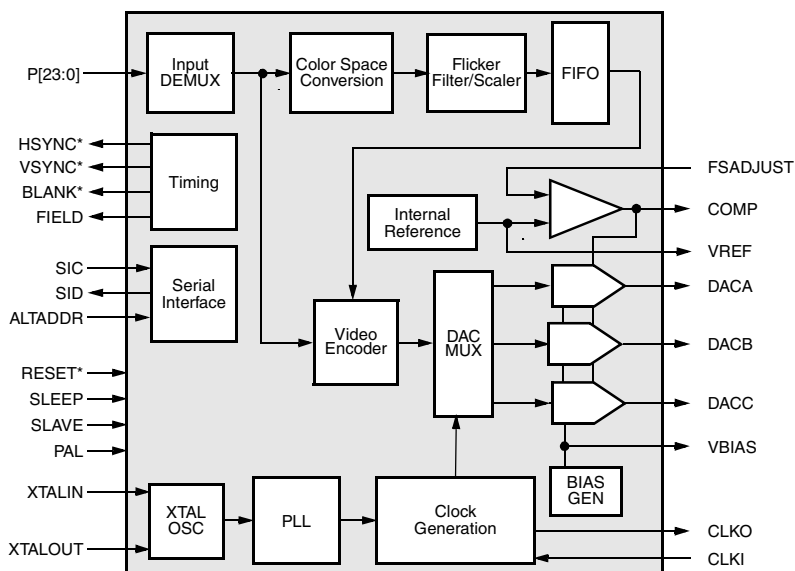 P[23:0]
Input
DEMUX
Color Space
Conversion
Flicker
Filter/Scaler
FIFO
HSYNC*
VSYNC*
BLANK*
FIELD
Timing
FSADJUST
COMP
VREF
Internal
Reference
SIC
SID
ALTADDR
Serial
Interface
Video
Encoder
DAC
MUX
DACA
DACB
DACC
RESET*
SLEEP
SLAVE
PAL
VBIAS
BIAS
GEN
XTALIN
XTALOUT
XTAL
OSC
PLL
Clock
Generation
CLKO
CLKI